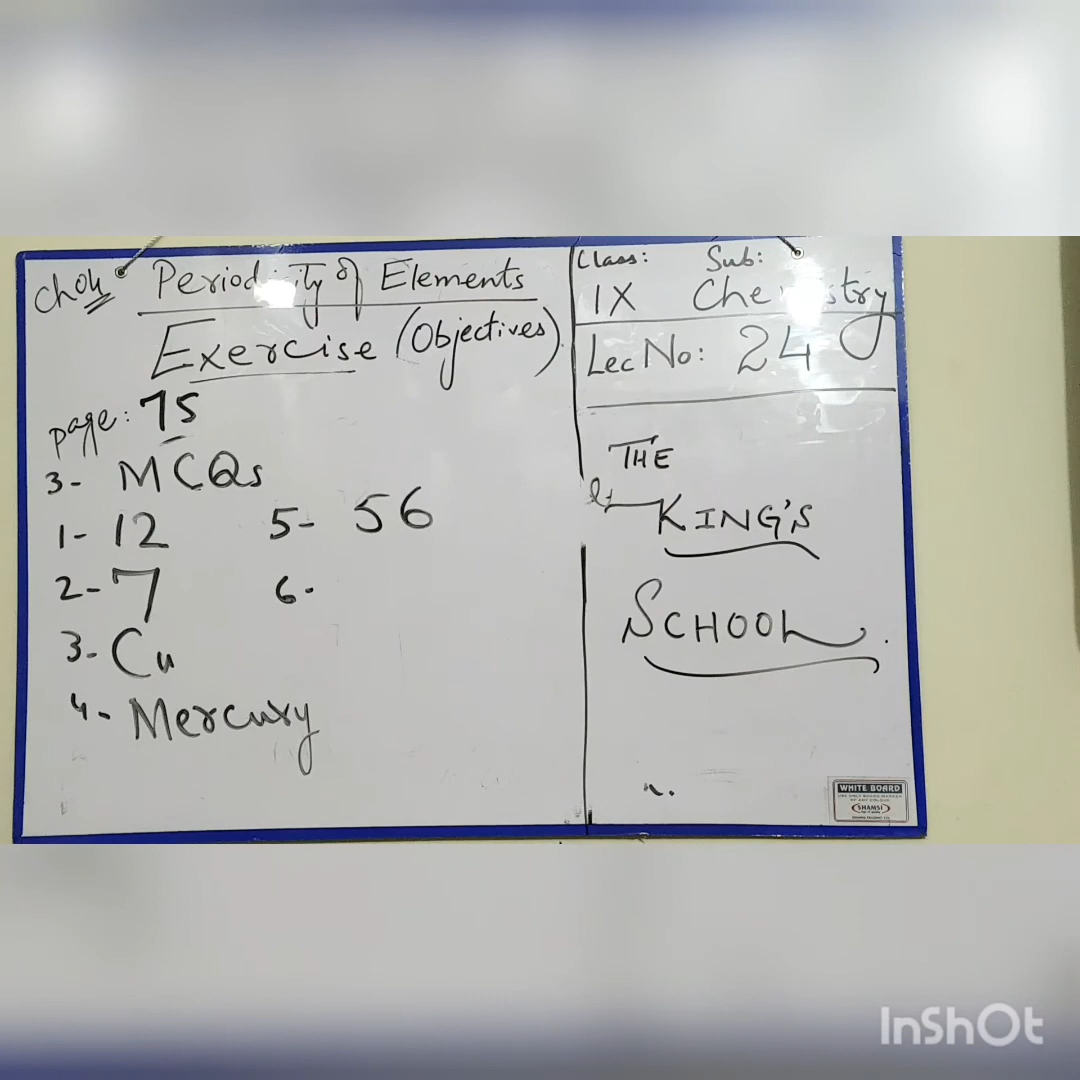 Ch04 Periodicity of Elements
Exercise (Objectives)
page: 75
3- MCQs
1- 12
2- 7
3- Cu
4- Mercury
5- 56
6-
Class: Sub:
IX Chemistry
Lec No: 24
THE
KING'S
SCHOOL.
WHITE BOARD
SHAMSI
InShOt